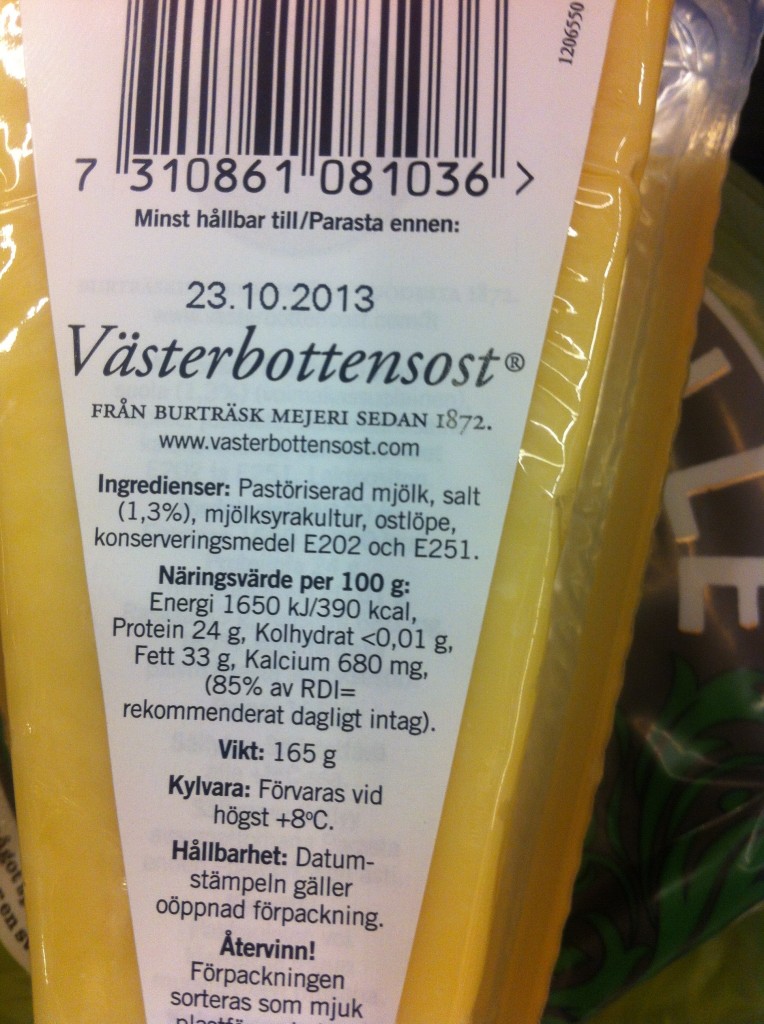 1206550
7 310861 081036 >
Minst hållbar till/Parasta ennen:
23.10.2013
Västerbottensost®
FRÅN BURTRÄSK MEJERI SEDAN 1872.
www.vasterbottensost.com
Ingredienser: Pastöriserad mjölk, salt
(1,3%), mjölksyrakultur, ostlöpe,
konserveringsmedel E202 och E251.
Näringsvärde per 100 g:
Energi 1650 kJ/390 kcal,
Protein 24 g, Kolhydrat <0,01 g,
Fett 33 g, Kalcium 680 mg,
(85% av RDI=
rekommenderat dagligt intag).
Vikt: 165 g
Kylvara: Förvaras vid
högst +8ºC.
Hållbarhet: Datum-
stämpeln gäller
oöppnad förpackning.
Återvinn!
Förpackningen
sorteras som mjuk